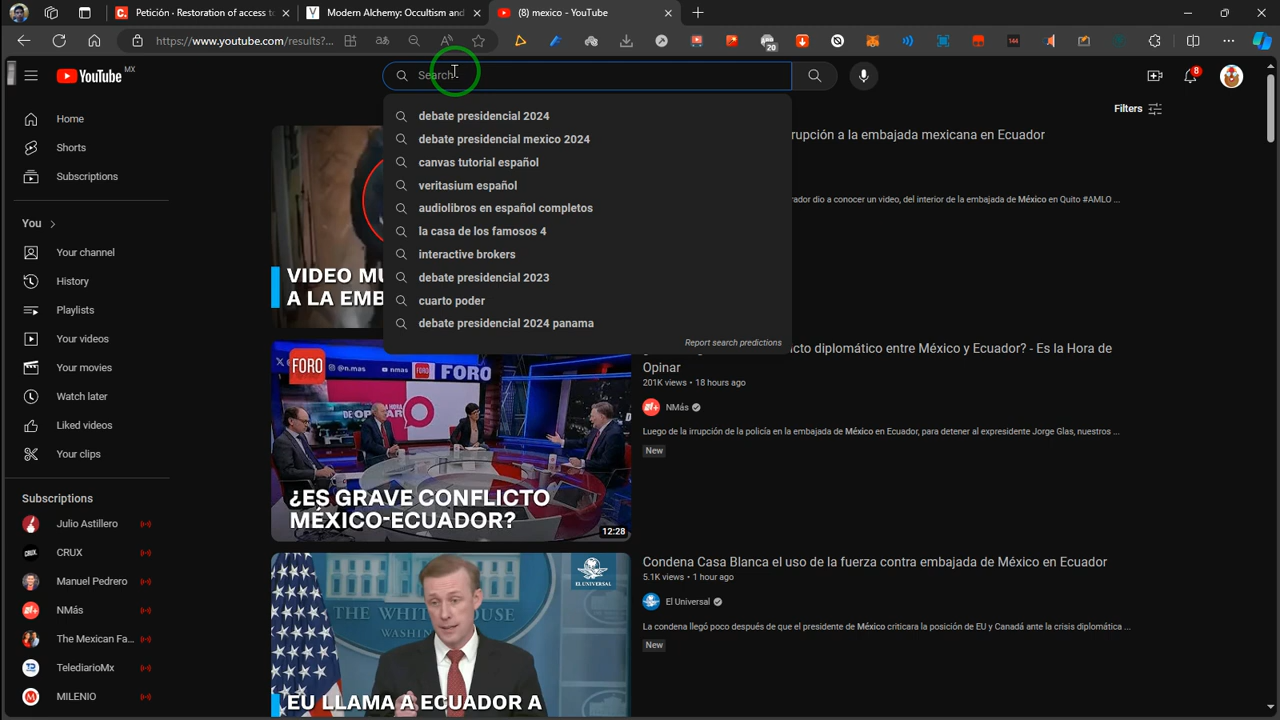 Petición · Restoration of access to
Modern Alchemy: Occultism and
(8) mexico - YouTube
https://www.youtube.com/results?...
20
144
YouTube MX
Search
8
Home
Shorts
Subscriptions
You
Your channel
History
Playlists
Your videos
Your movies
Watch later
Liked videos
Your clips
Subscriptions
Julio Astillero
CRUX
Manuel Pedrero
NMás
The Mexican Fa...
TelediarioMx
MILENIO
debate presidencial 2024
debate presidencial mexico 2024
canvas tutorial español
veritasium español
audiolibros en español completos
la casa de los famosos 4
interactive brokers
debate presidencial 2023
cuarto poder
debate presidencial 2024 panama
Report search predictions
Filters
VIDEO MU
A LA EMB
rrupción a la embajada mexicana en Ecuador
rador dio a conocer un video, del interior de la embajada de México en Quito #AMLO ...
FORO
@n.mas
nmas
FORO
¿ES GRAVE CONFLICTO
MÉXICO-ECUADOR?
12:28
cto diplomático entre México y Ecuador? - Es la Hora de
Opinar
201K views • 18 hours ago
NMás
Luego de la irrupción de la policía en la embajada de México en Ecuador, para detener al expresidente Jorge Glas, nuestros ...
New
THE WHITE HOUSE
EL UNIVERSAL
EU LLAMA A ECUADOR A
Condena Casa Blanca el uso de la fuerza contra embajada de México en Ecuador
5.1K views • 1 hour ago
El Universal
La condena llegó poco después de que el presidente de México criticara la posición de EU y Canadá ante la crisis diplomática ...
New